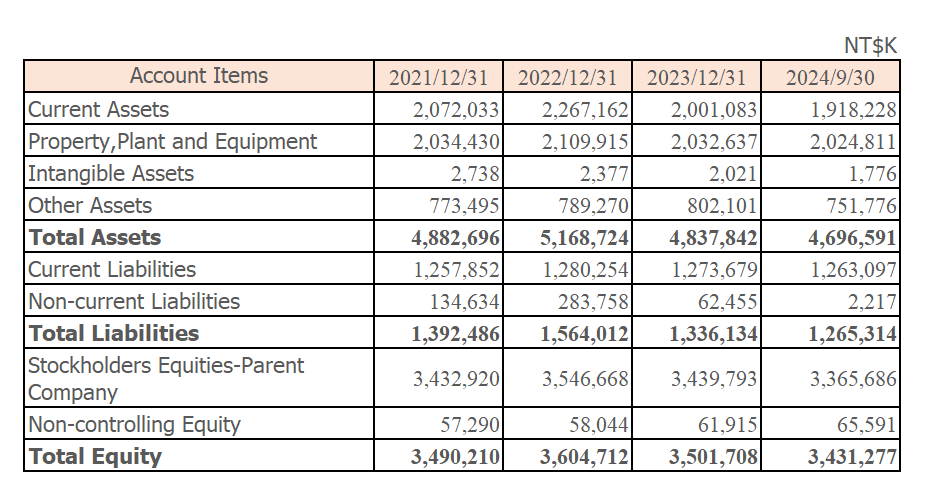 NT$K
Account Items 2021/12/31 2022/12/31 2023/12/31 2024/9/30
Current Assets 2,072,033 2,267,162 2,001,083 1,918,228
Property,Plant and Equipment 2,034,430 2,109,915 2,032,637 2,024,811
Intangible Assets 2,738 2,377 2,021 1,776
Other Assets 773,495 789,270 802,101 751,776
Total Assets 4,882,696 5,168,724 4,837,842 4,696,591
Current Liabilities 1,257,852 1,280,254 1,273,679 1,263,097
Non-current Liabilities 134,634 283,758 62,455 2,217
Total Liabilities 1,392,486 1,564,012 1,336,134 1,265,314
Stockholders Equities-Parent
Company 3,432,920 3,546,668 3,439,793 3,365,686
Non-controlling Equity 57,290 58,044 61,915 65,591
Total Equity 3,490,210 3,604,712 3,501,708 3,431,277